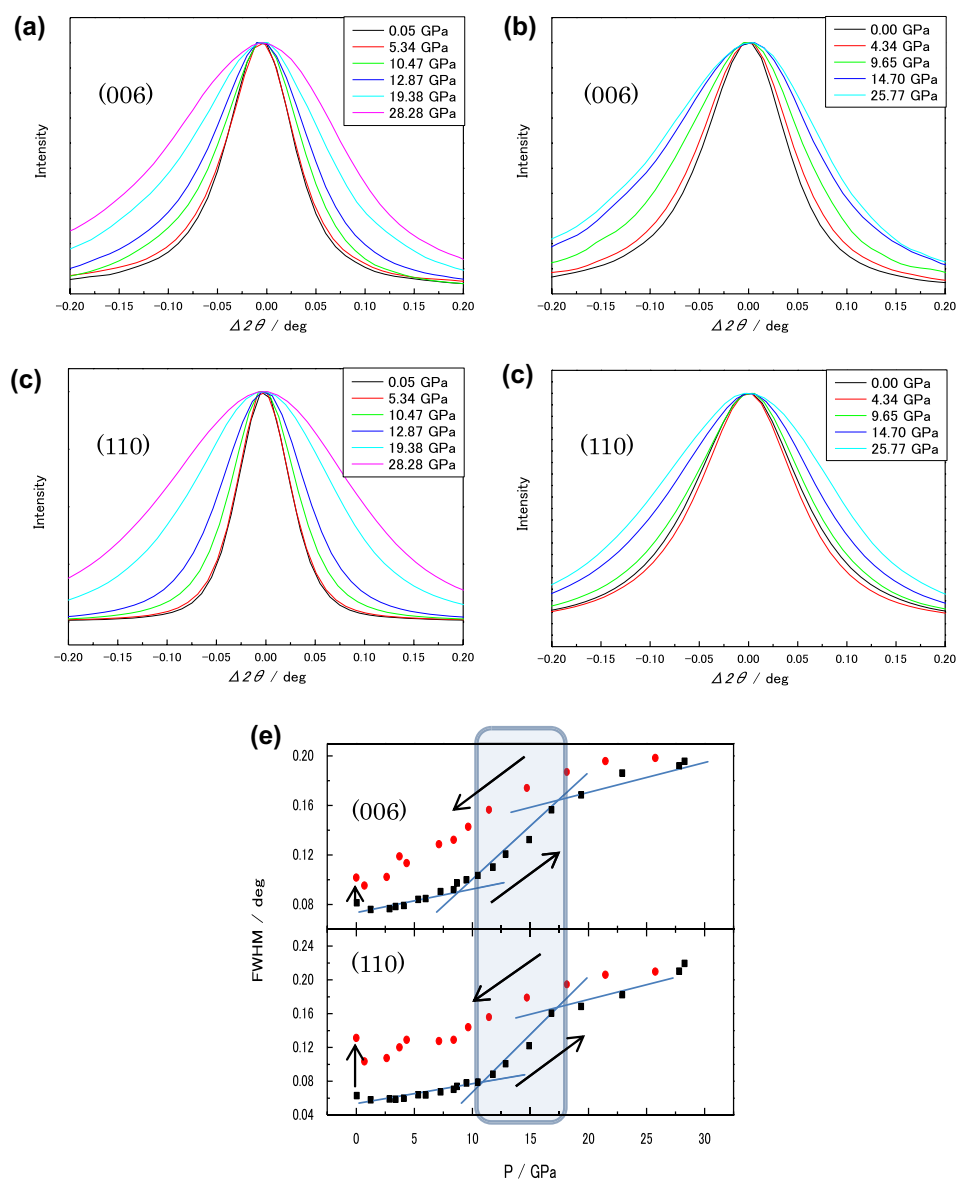 (a)
(006)
Intensity
0.05 GPa
5.34 GPa
10.47 GPa
12.87 GPa
19.38 GPa
28.28 GPa
-0.20 -0.15 -0.10 -0.05 0.00 0.05 0.10 0.15 0.20
Δ2θ / deg
(b)
(006)
Intensity
0.00 GPa
4.34 GPa
9.65 GPa
14.70 GPa
25.77 GPa
-0.20 -0.15 -0.10 -0.05 0.00 0.05 0.10 0.15 0.20
Δ2θ / deg
(c)
(110)
Intensity
0.05 GPa
5.34 GPa
10.47 GPa
12.87 GPa
19.38 GPa
28.28 GPa
-0.20 -0.15 -0.10 -0.05 0.00 0.05 0.10 0.15 0.20
Δ2θ / deg
(c)
(110)
Intensity
0.00 GPa
4.34 GPa
9.65 GPa
14.70 GPa
25.77 GPa
-0.20 -0.15 -0.10 -0.05 0.00 0.05 0.10 0.15 0.20
Δ2θ / deg
(e)
FWHM / deg
0.20
0.16
0.12
0.08
(006)
0.24
0.20
0.16
0.12
0.08
0.04
(110)
0 5 10 15 20 25 30
P / GPa